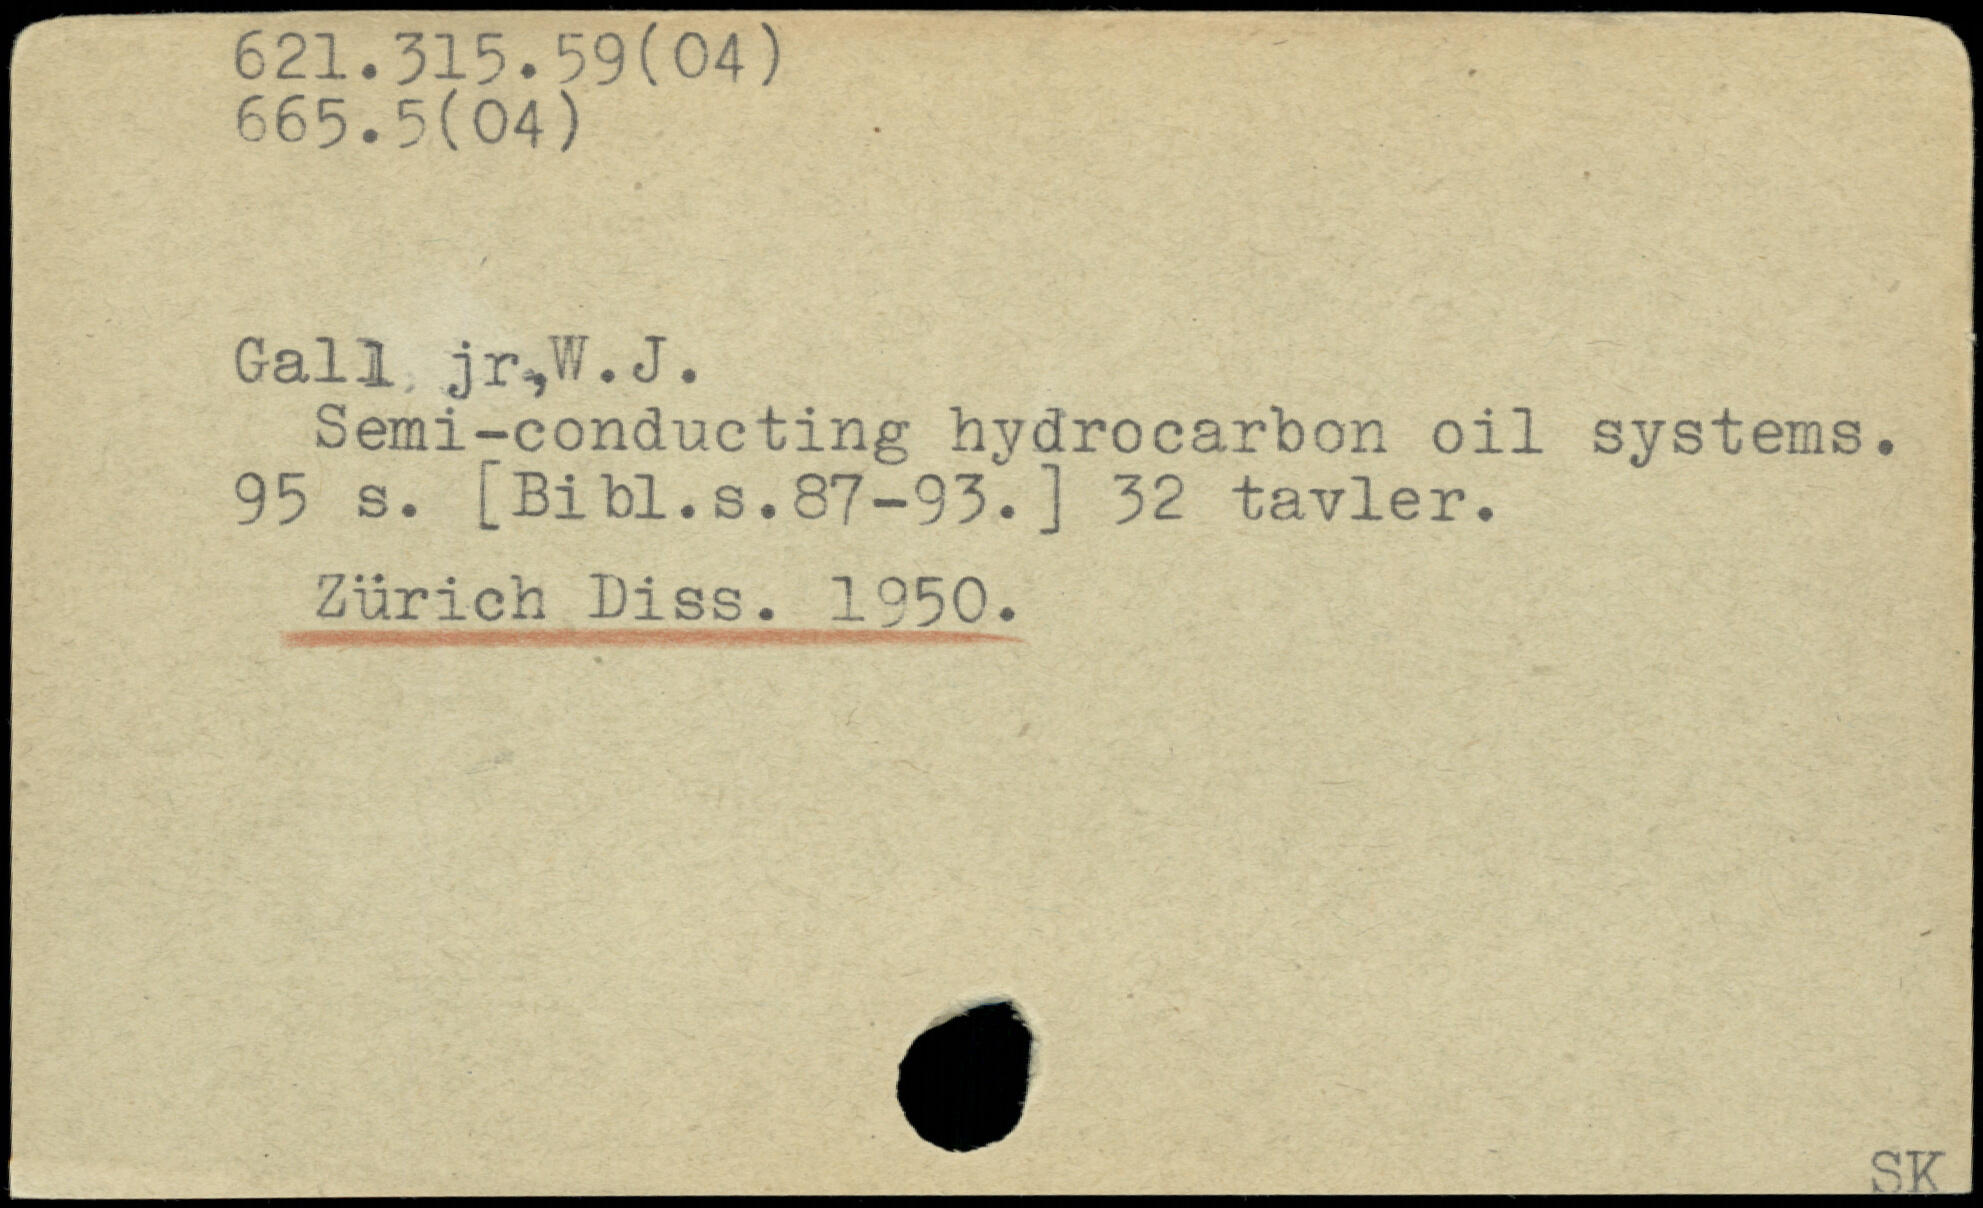 621.315.59(04)
665.5(04)
Gall jr,W.J.
Semi-conducting hydrocarbon oil systems.
95 s. [Bibl.s.87-93.] 32 tavler.
Zürich Diss. 1950.
SK